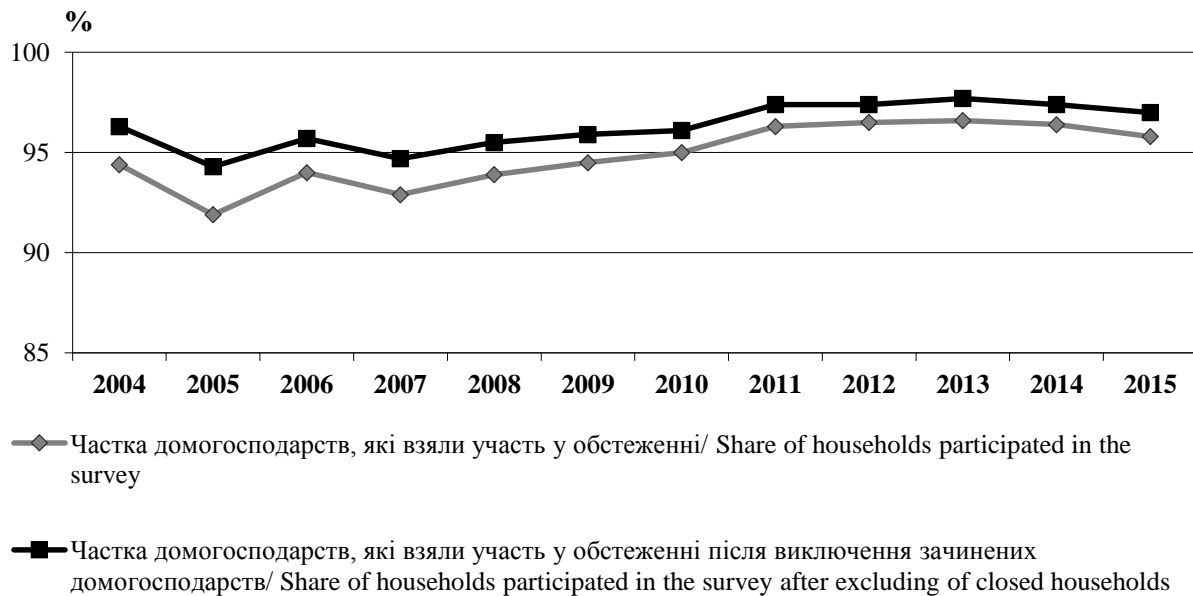 %
100
95
90
85
2004 2005 2006 2007 2008 2009 2010 2011 2012 2013 2014 2015
Частка домогосподарств, які взяли участь у обстеженні/ Share of households participated in the
survey
Частка домогосподарств, які взяли участь у обстеженні після виключення зачинених
домогосподарств/ Share of households participated in the survey after excluding of closed households